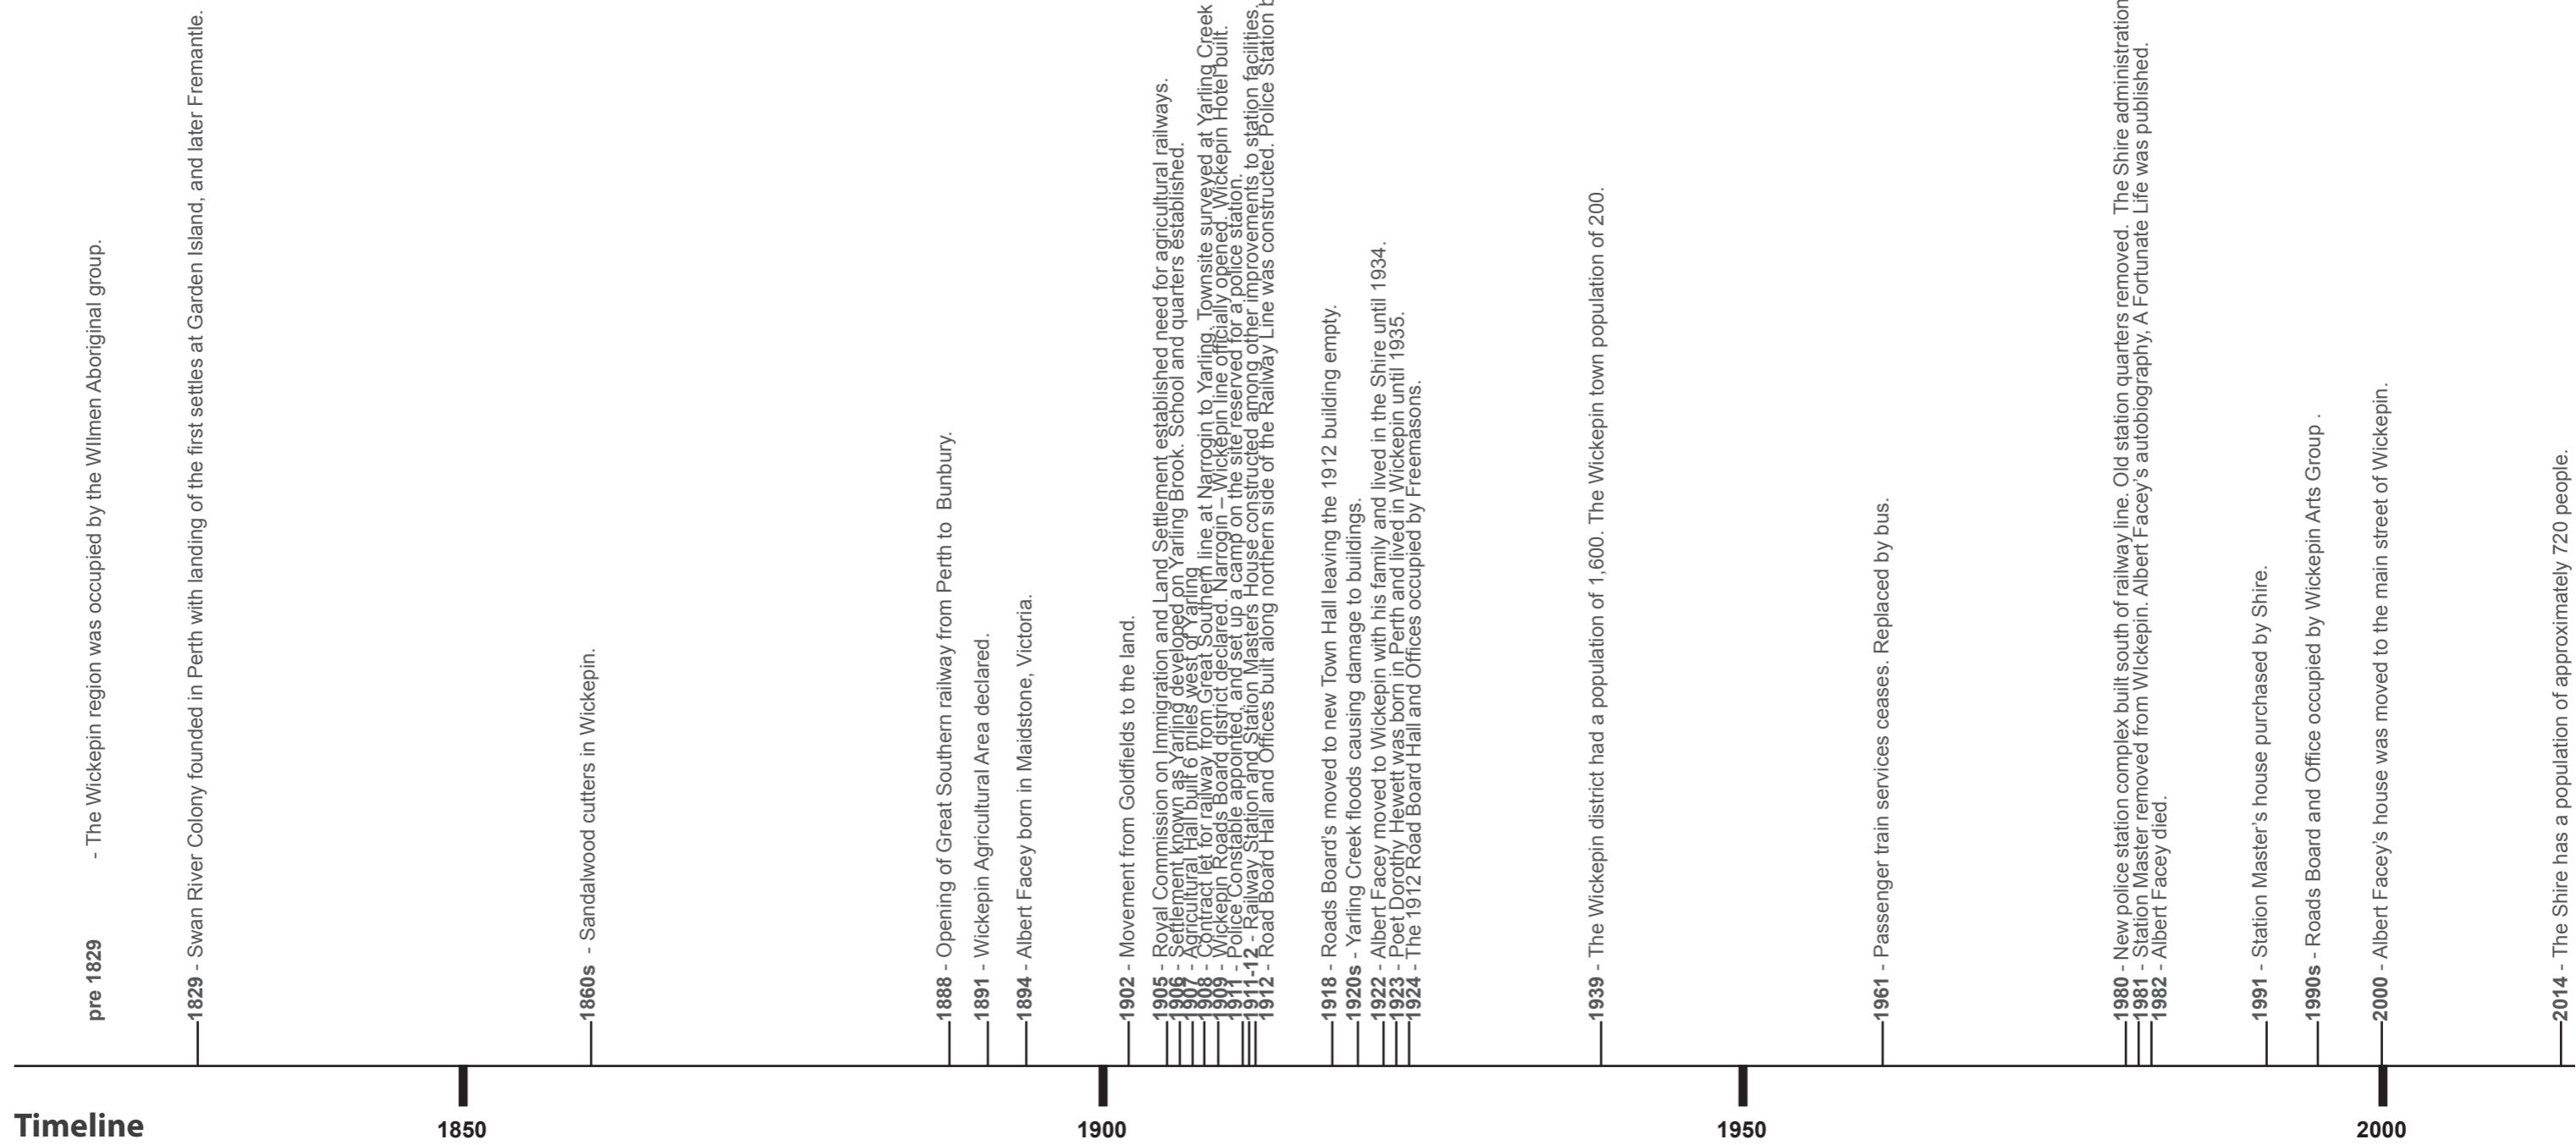 pre 1829 - The Wickepin region was occupied by the WIlmen Aboriginal group.
1829 - Swan River Colony founded in Perth with landing of the first settles at Garden Island, and later Fremantle.
1860s - Sandalwood cutters in Wickepin.
1888 - Opening of Great Southern railway from Perth to Bunbury.
1891 - Wickepin Agricultural Area declared.
1894 - Albert Facey born in Maidstone, Victoria.
1902 - Movement from Goldfields to the land.
1905 - Royal Commission on Immigration and Land Settlement established need for agricultural railways.
1906 - Settlement known as Yarling developed on Yarling Brook. School and quarters established.
1907 - Agricultural Hall built 6 miles west of Yarling
1908 - Contract let for railway from Great Southern line at Narrogin to Yarling. Townsite surveyed at Yarling Creek
1909 - Wickepin Roads Board district declared. Narrogin – Wickepin line officially opened. Wickepin Hotel built.
1911 - Police Constable appointed, and set up a camp on the site reserved for a police station.
1911-12 - Railway Station and Station Masters House constructed among other improvements to station facilities.
1912 - Road Board Hall and Offices built along northern side of the Railway Line was constructed. Police Station
1918 - Roads Board's moved to new Town Hall leaving the 1912 building empty.
1920s - Yarling Creek floods causing damage to buildings.
1922 - Albert Facey moved to Wickepin with his family and lived in the Shire until 1934.
1923 - Poet Dorothy Hewett was born in Perth and lived in Wickepin until 1935.
1924 - The 1912 Road Board Hall and Offices occupied by Freemasons.
1939 - The Wickepin district had a population of 1,600. The Wickepin town population of 200.
1961 - Passenger train services ceases. Replaced by bus.
1980 - New police station complex built south of railway line. Old station quarters removed. The Shire administration
1981 - Station Master removed from WIckepin. Albert Facey's autobiography, A Fortunate Life was published.
1982 - Albert Facey died.
1991 - Station Master's house purchased by Shire.
1990s - Roads Board and Office occupied by Wickepin Arts Group .
2000 - Albert Facey's house was moved to the main street of Wickepin.
2014 - The Shire has a population of approximately 720 people.
Timeline
1850
1900
1950
2000